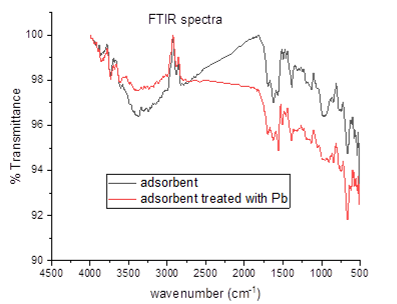 FTIR spectra
100
98
96
94
92
90
% Transmittance
adsorbent
adsorbent treated with Pb
4500 4000 3500 3000 2500 2000 1500 1000 500
wavenumber (cm⁻¹)